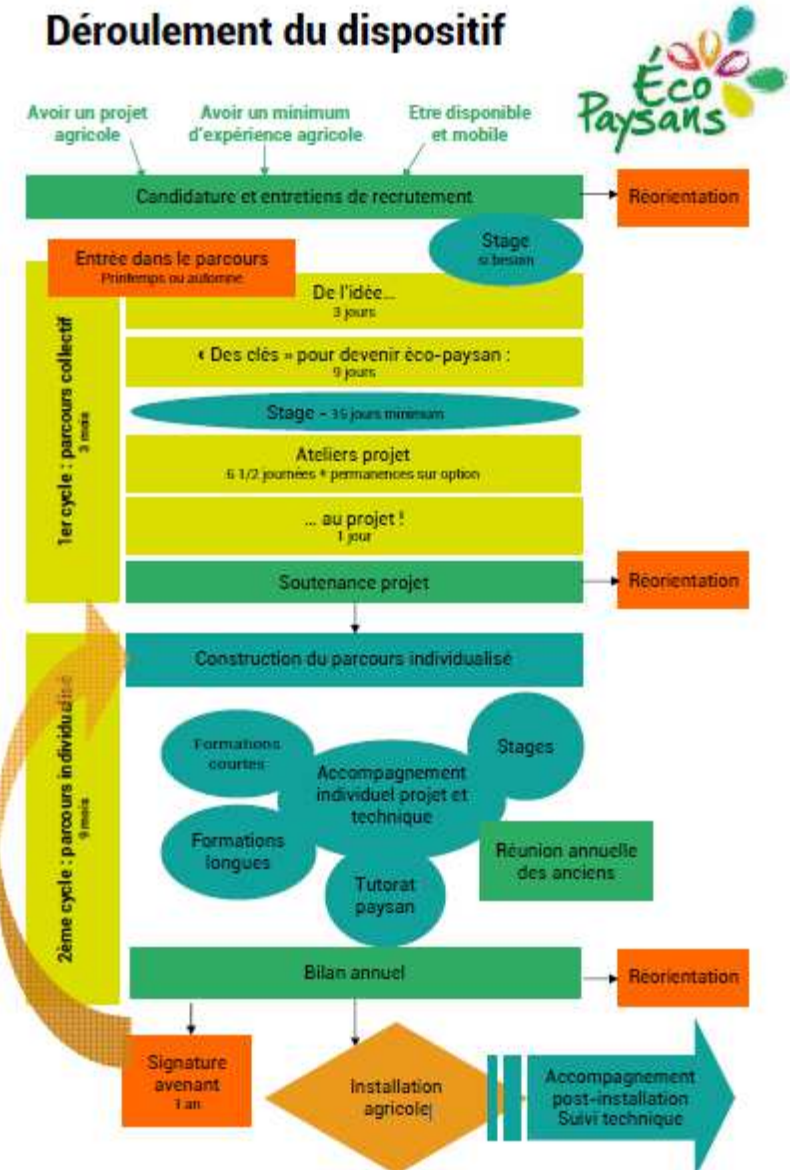 Déroulement du dispositif
Éco
Paysans
Avoir un projet
agricole
Avoir un minimum
d'expérience agricole
Etre disponible
et mobile
Candidature et entretiens de recrutement
Réorientation
Stage
si besoin
Entrée dans le parcours
Printemps ou automne
1er cycle : parcours collectif
3 mois
De l'idée...
3 jours
« Des clés » pour devenir éco-paysan :
9 jours
Stage - 15 jours minimum
Ateliers projet
6 1/2 journées + permanences sur option
... au projet !
1 jour
Soutenance projet
Réorientation
2ème cycle : parcours individualisé
9 mois
Construction du parcours individualisé
Formations
courtes
Stages
Accompagnement
individuel projet et
technique
Formations
longues
Réunion annuelle
des anciens
Tutorat
paysan
Bilan annuel
Réorientation
Signature
avenant
1 an
Installation
agricole
Accompagnement
post-installation
Suivi technique